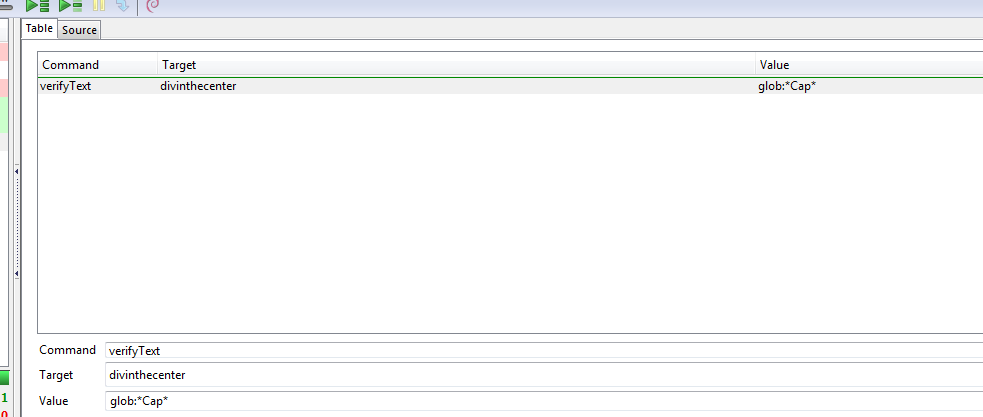 Table Source
Command Target Value
verifyText divinthecenter glob:*Cap*
Command verifyText
Target divinthecenter
Value glob:*Cap*
1
0